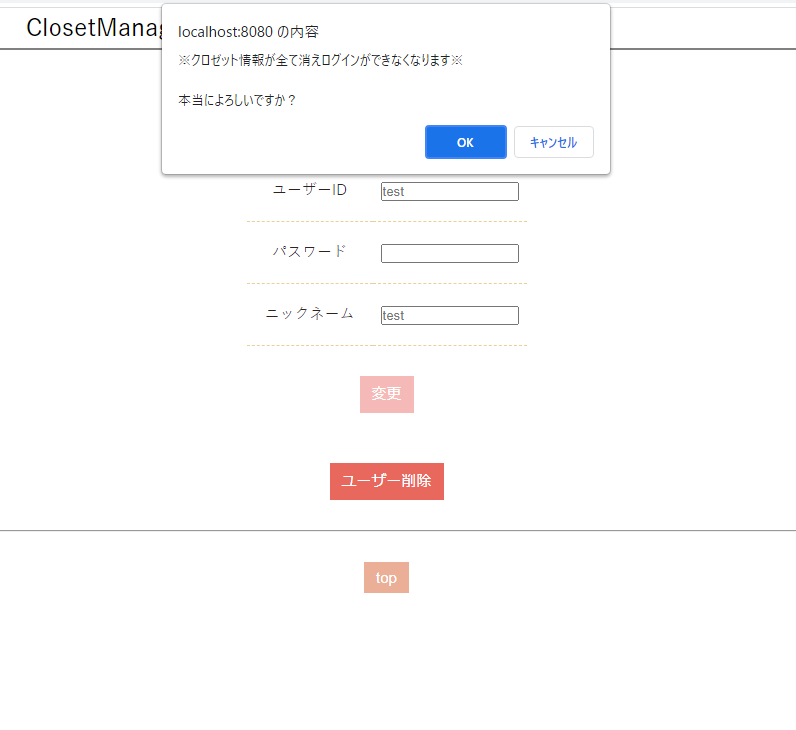 ClosetManag
localhost:8080 の内容
※クロゼット情報が全て消えログインができなくなります※
本当によろしいですか？
OK キャンセル
ユーザーID test
パスワード
ニックネーム test
変更
ユーザー削除
top